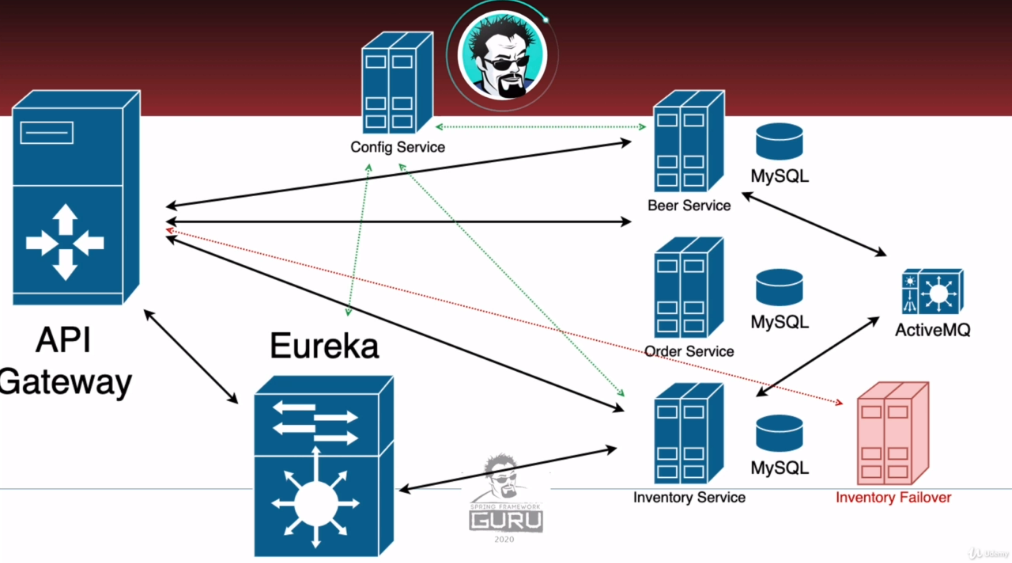 Config Service
MySQL
Beer Service
API
Gateway
Eureka
MySQL
Order Service
ActiveMQ
MySQL
Inventory Service
Inventory Failover
SPRING FRAMEWORK
GURU
2020
Udemy